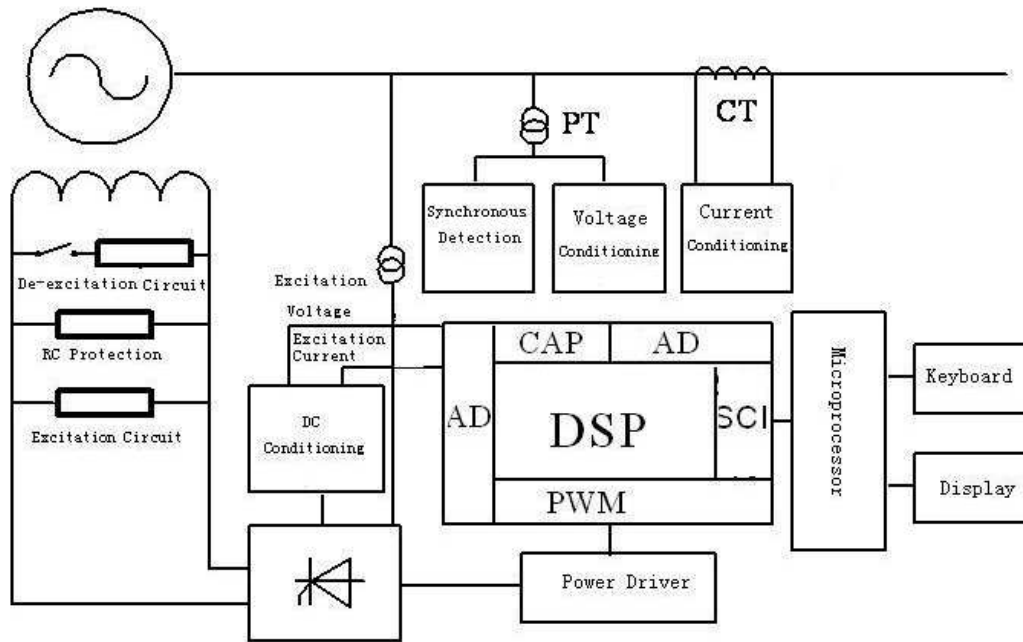 PT
CT
Synchronous
Detection
Voltage
Conditioning
Current
Conditioning
De-excitation Circuit
RC Protection
Excitation Circuit
Excitation
Voltage
Excitation
Current
DC
Conditioning
CAP
AD
AD
DSP
SCI
PWM
Microprocessor
Keyboard
Display
Power Driver